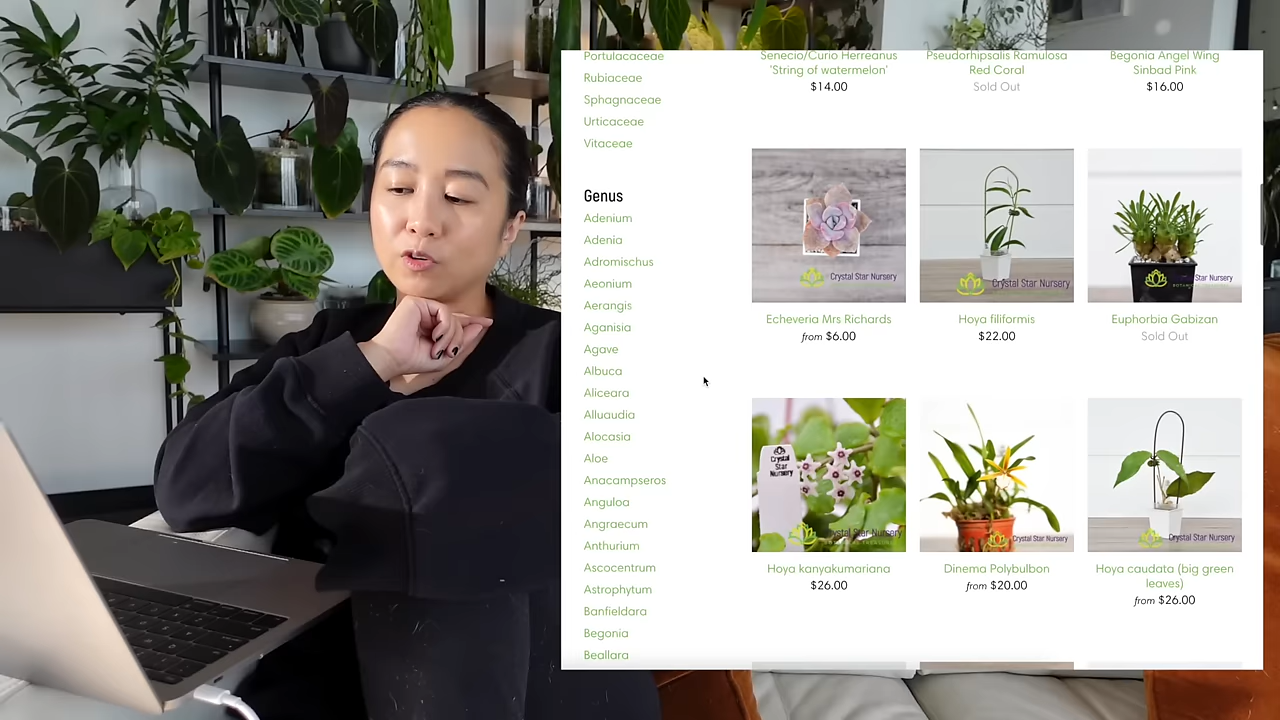 Portulacaceae
Rubiaceae
Sphagnaceae
Urticaceae
Vitaceae
Genus
Adenium
Adenia
Adromischus
Aeonium
Aerangis
Aganisia
Agave
Albuca
Aliceara
Alluaudia
Alocasia
Aloe
Anacampseros
Anguloa
Angraecum
Anthurium
Ascocentrum
Astrophytum
Banfieldara
Begonia
Beallara
Senecio/Curio Herreanus
'String of watermelon'
$14.00
Pseudorhipsalis Ramulosa
Red Coral
Sold Out
Begonia Angel Wing
Sinbad Pink
$16.00
Crystal Star Nursery
Echeveria Mrs Richards
from $6.00
Crystal Star Nursery
Hoya filiformis
$22.00
Star Nursery
Euphorbia Gabizan
Sold Out
Crystal
Star
Nursery
Crystal Star Nursery
Hoya kanyakumariana
$26.00
Crystal Star Nursery
Dinema Polybulbon
from $20.00
Crystal Star Nursery
Hoya caudata (big green
leaves)
from $26.00